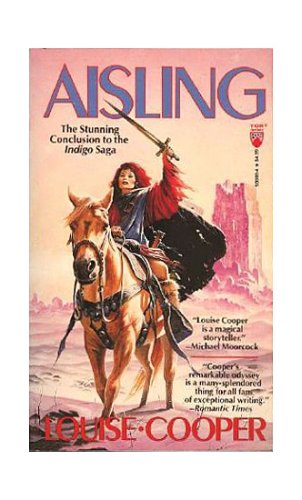 AISLING
The Stunning
Conclusion to the
Indigo Saga
"Louise Cooper
is a magical
storyteller."
—Michael Moorcock
"Cooper's
remarkable odyssey
is a many-splendored
thing for all fans
of exceptional writing."
—Romantic Times
LOUISE•COOPER